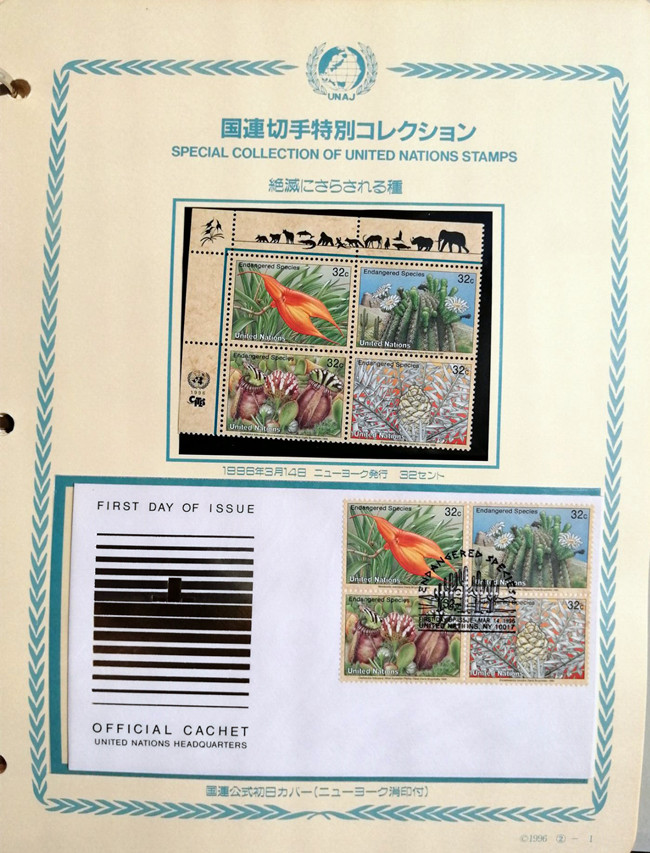 UNAJ
国連切手特別コレクション
SPECIAL COLLECTION OF UNITED NATIONS STAMPS
絶滅にさらされる種
Endangered Species 32c
United Nations
Endangered Species 32c
United Nations
Endangered Species 32c
United Nations
Endangered Species 32c
United Nations
1996
1996年3月14日 ニューヨーク発行 32セント
FIRST DAY OF ISSUE
OFFICIAL CACHET
UNITED NATIONS HEADQUARTERS
Endangered Species 32c
United Nations
Endangered Species 32c
Endangered Species 32c
United Nations
Species 32c
United Nations
ENDANGERED SPECIES
FIRST DAY OF ISSUE - MAR 14 1996
UNITED NATIONS, NY 10017
国連公式初日カバー(ニューヨーク消印付)
©1996 ② - 1